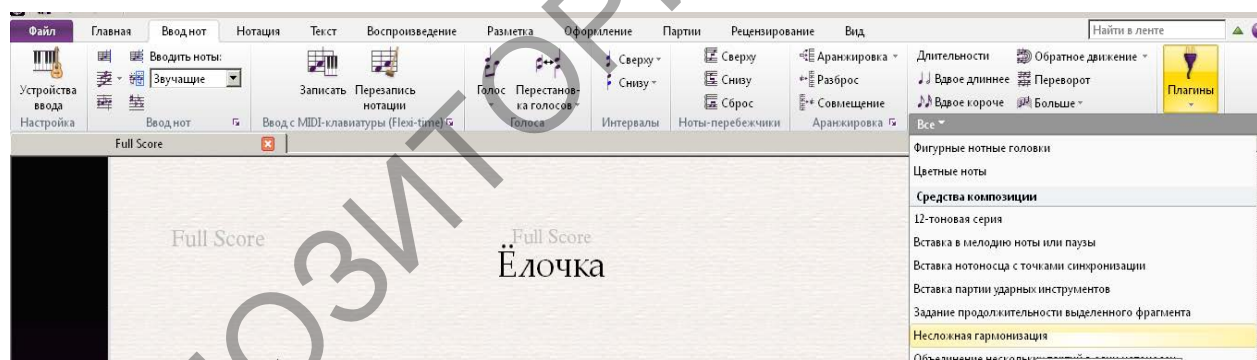 Файл Главная Ввод нот Нотация Текст Воспроизведение Разметка Оформление Партии Рецензирование Вид Найти в ленте
Устройства ввода
Настройка
Вводить ноты:
Звучащие
Ввод нот
Записать
Перезапись нотации
Ввод с MIDI-клавиатуры (Flexi-time)
Голос
Перестанов-
ка голосов
Голоса
Сверху
Снизу
Интервалы
Сверху
Снизу
Сброс
Ноты-перебежчики
Аранжировка
Разброс
Совмещение
Аранжировка
Длительности
Вдвое длиннее
Вдвое короче
Обратное движение
Переворот
Больше
Плагины
Full Score
Full Score
Full Score
Ёлочка
Все
Фигурные нотные головки
Цветные ноты
Средства композиции
12-тоновая серия
Вставка в мелодию ноты или паузы
Вставка нотоносца с точками синхронизации
Вставка партии ударных инструментов
Задание продолжительности выделенного фрагмента
Несложная гармонизация